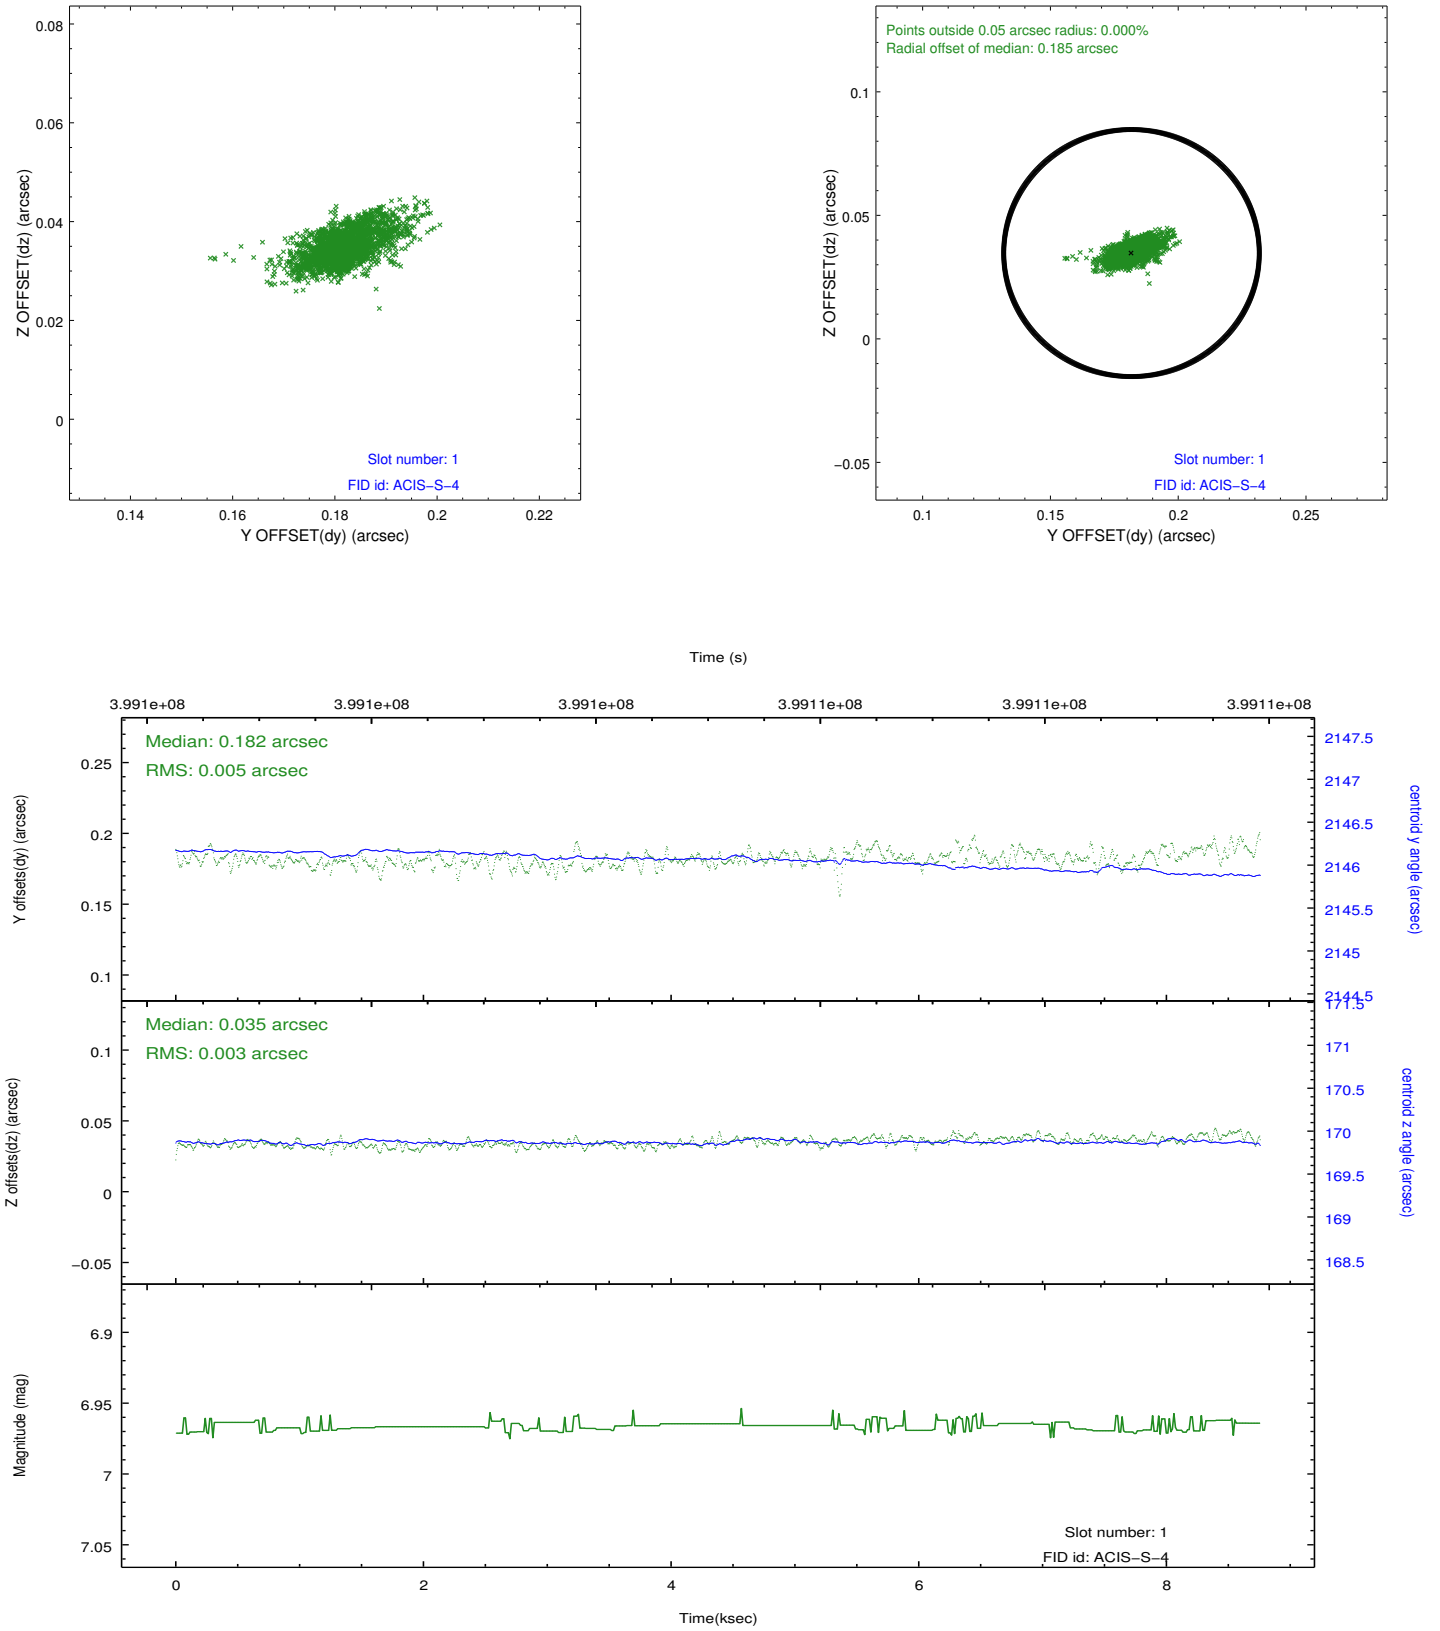 0.08
0.06
0.04
0.02
0
Z OFFSET(dz) (arcsec)
Slot number: 1
FID id: ACIS−S−4
0.14 0.16 0.18 0.2 0.22
Y OFFSET(dy) (arcsec)
Points outside 0.05 arcsec radius: 0.000%
Radial offset of median: 0.185 arcsec
0.1
0.05
0
−0.05
Z OFFSET(dz) (arcsec)
Slot number: 1
FID id: ACIS−S−4
0.1 0.15 0.2 0.25
Y OFFSET(dy) (arcsec)
Time (s)
3.991e+08 3.991e+08 3.991e+08 3.9911e+08 3.9911e+08 3.9911e+08
Median: 0.182 arcsec
RMS: 0.005 arcsec
0.25
0.2
0.15
0.1
Y offsets(dy) (arcsec)
2147.5
2147
2146.5
2146
2145.5
2145
2144.5
centroid y angle (arcsec)
Median: 0.035 arcsec
RMS: 0.003 arcsec
0.1
0.05
0
−0.05
Z offsets(dz) (arcsec)
171.5
171
170.5
170
169.5
169
168.5
centroid z angle (arcsec)
6.9
6.95
7
7.05
Magnitude (mag)
Slot number: 1
FID id: ACIS−S−4
0 2 4 6 8
Time(ksec)